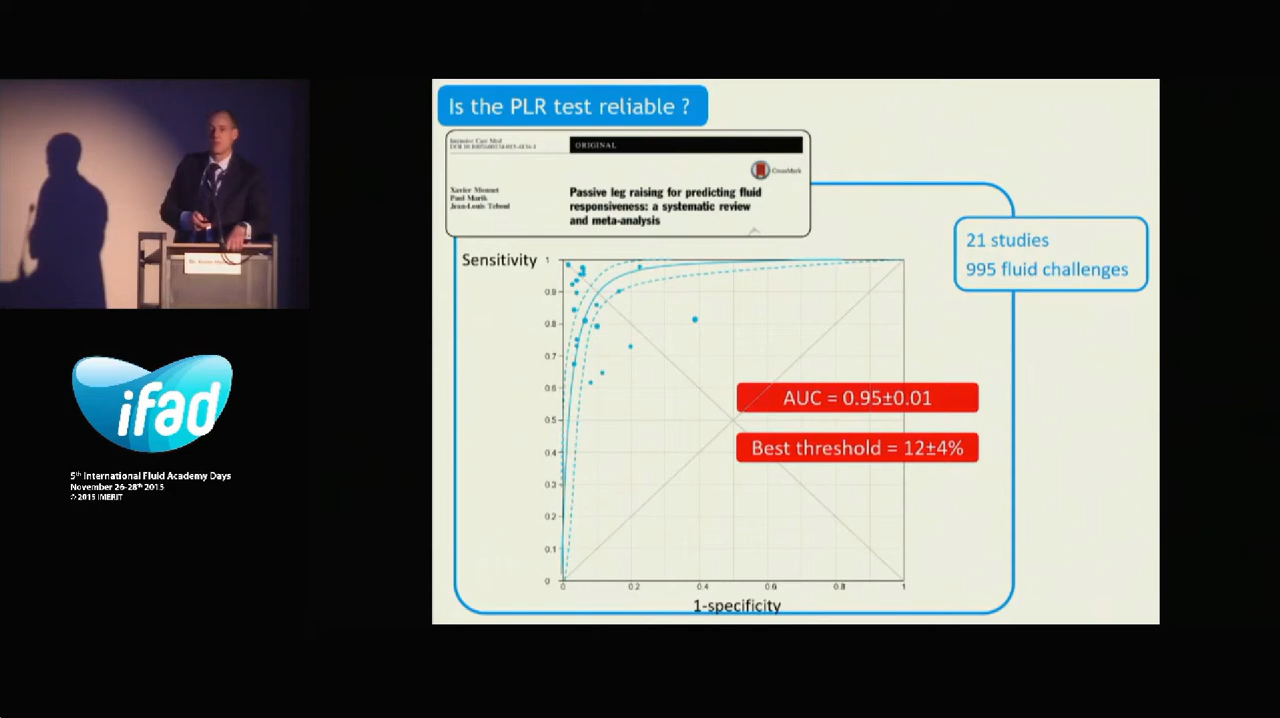 Is the PLR test reliable ?
Intensive Care Med
ORIGINAL
CrossMark
Xavier Monnet
Paul Marik
Jean-Louis Teboul
Passive leg raising for predicting fluid
responsiveness: a systematic review
and meta-analysis
21 studies
995 fluid challenges
Sensitivity
1
0.9
0.8
0.7
0.6
0.5
0.4
0.3
0.2
0.1
0
0
0.2
0.4
0.6
0.8
1
1-specificity
AUC = 0.95±0.01
Best threshold = 12±4%
ifad
5th International Fluid Academy Days
November 26-28th 2015
© 2015 iMERiT